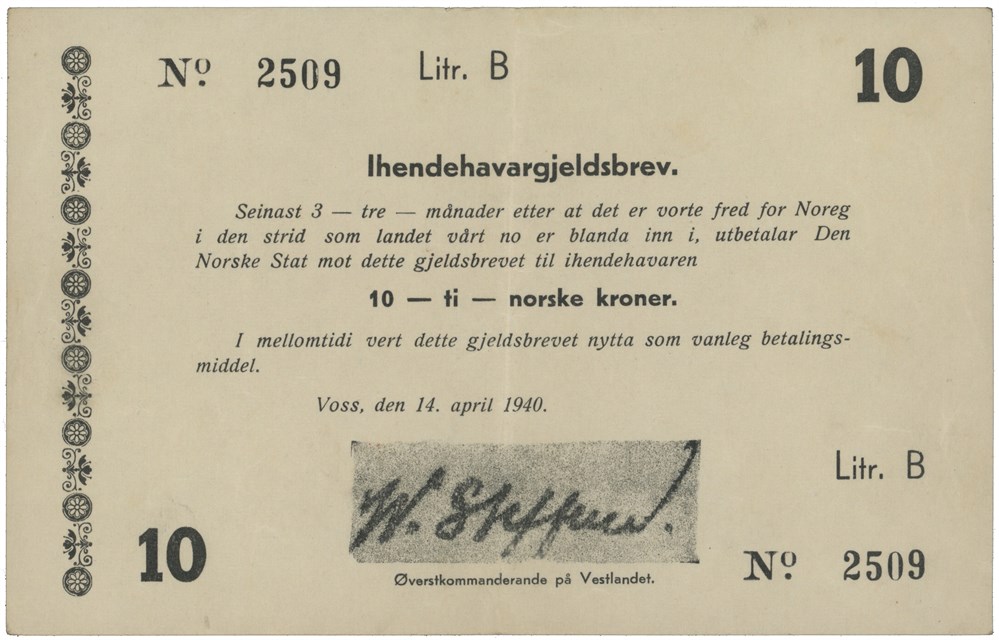 Nº 2509 Litr. B 10
Ihendehavargjeldsbrev.
Seinast 3 — tre — månader etter at det er vorte fred for Noreg
i den strid som landet vårt no er blanda inn i, utbetalar Den
Norske Stat mot dette gjeldsbrevet til ihendehavaren
10 — ti — norske kroner.
I mellomtidi vert dette gjeldsbrevet nytta som vanleg betalings-
middel.
Voss, den 14. april 1940.
W. Steffens.
Litr. B
10
Øverstkommanderande på Vestlandet.
Nº 2509